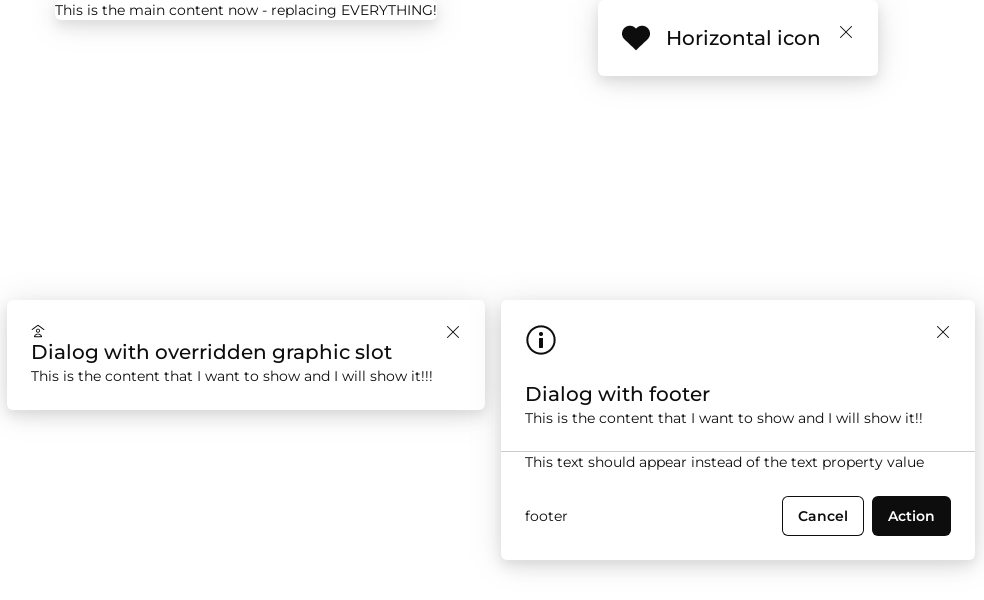 This is the main content now - replacing EVERYTHING!
Horizontal icon
Dialog with overridden graphic slot
This is the content that I want to show and I will show it!!!
Dialog with footer
This is the content that I want to show and I will show it!!
This text should appear instead of the text property value
footer
Cancel
Action